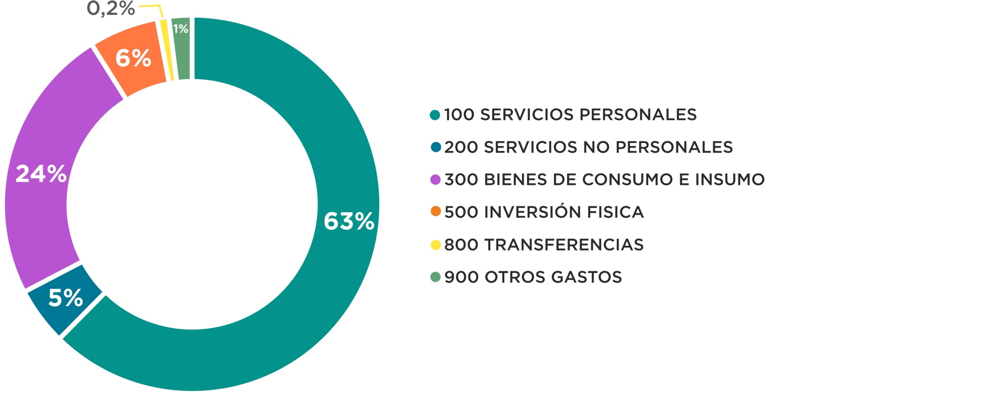 0,2%
1%
6%
24%
63%
5%
100 SERVICIOS PERSONALES
200 SERVICIOS NO PERSONALES
300 BIENES DE CONSUMO E INSUMO
500 INVERSIÓN FISICA
800 TRANSFERENCIAS
900 OTROS GASTOS